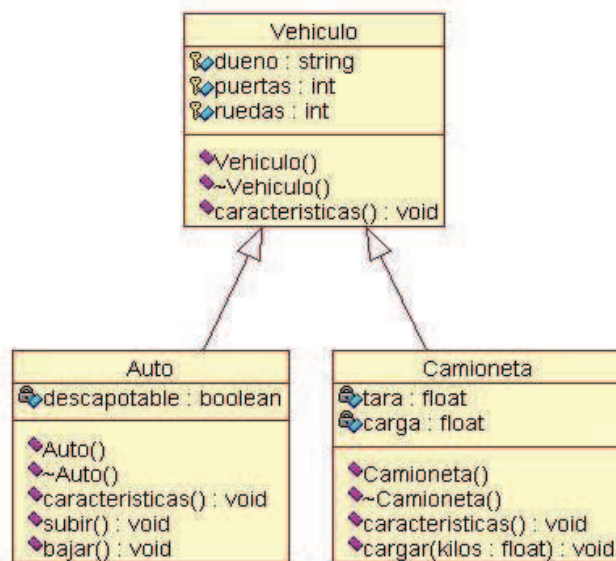 Vehiculo
dueno : string
puertas : int
ruedas : int
Vehiculo()
~Vehiculo()
caracteristicas() : void
Auto
descapotable : boolean
Auto()
~Auto()
caracteristicas() : void
subir() : void
bajar() : void
Camioneta
tara : float
carga : float
Camioneta()
~Camioneta()
caracteristicas() : void
cargar(kilos : float) : void